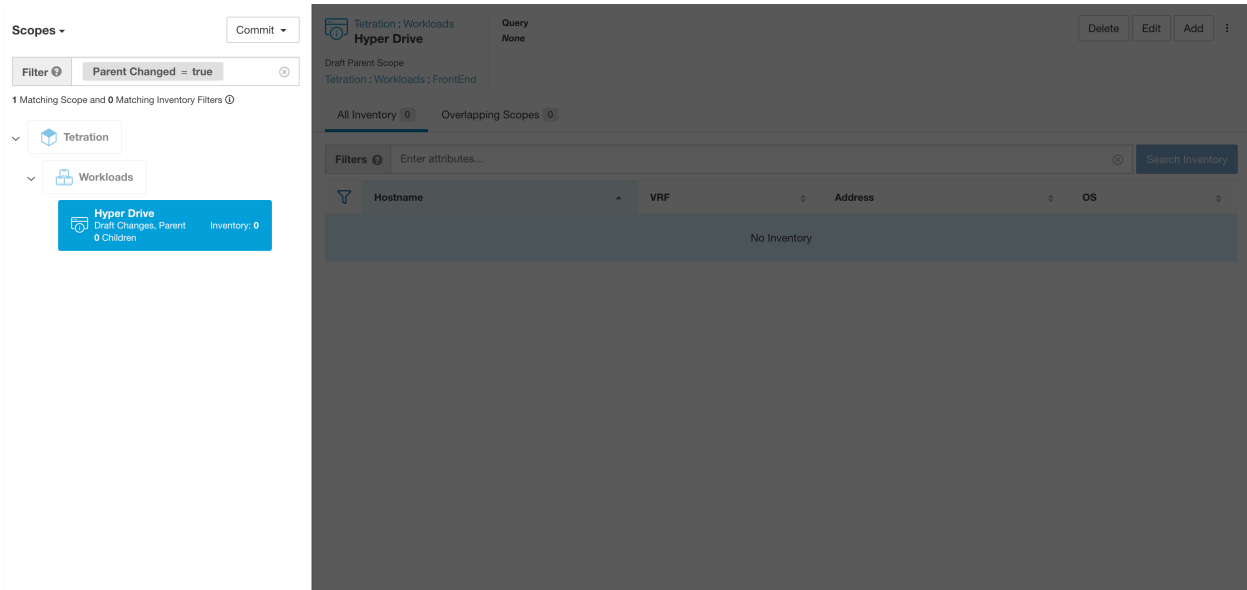 Scopes
Commit
Filter
Parent Changed = true
1 Matching Scope and 0 Matching Inventory Filters
Tetration
Workloads
Hyper Drive
Draft Changes, Parent
Inventory: 0
0 Children
Tetration : Workloads
Hyper Drive
Query
None
Delete
Edit
Add
Draft Parent Scope
Tetration : Workloads : FrontEnd
All Inventory 0
Overlapping Scopes 0
Filters
Enter attributes...
Search Inventory
Hostname
VRF
Address
OS
No Inventory